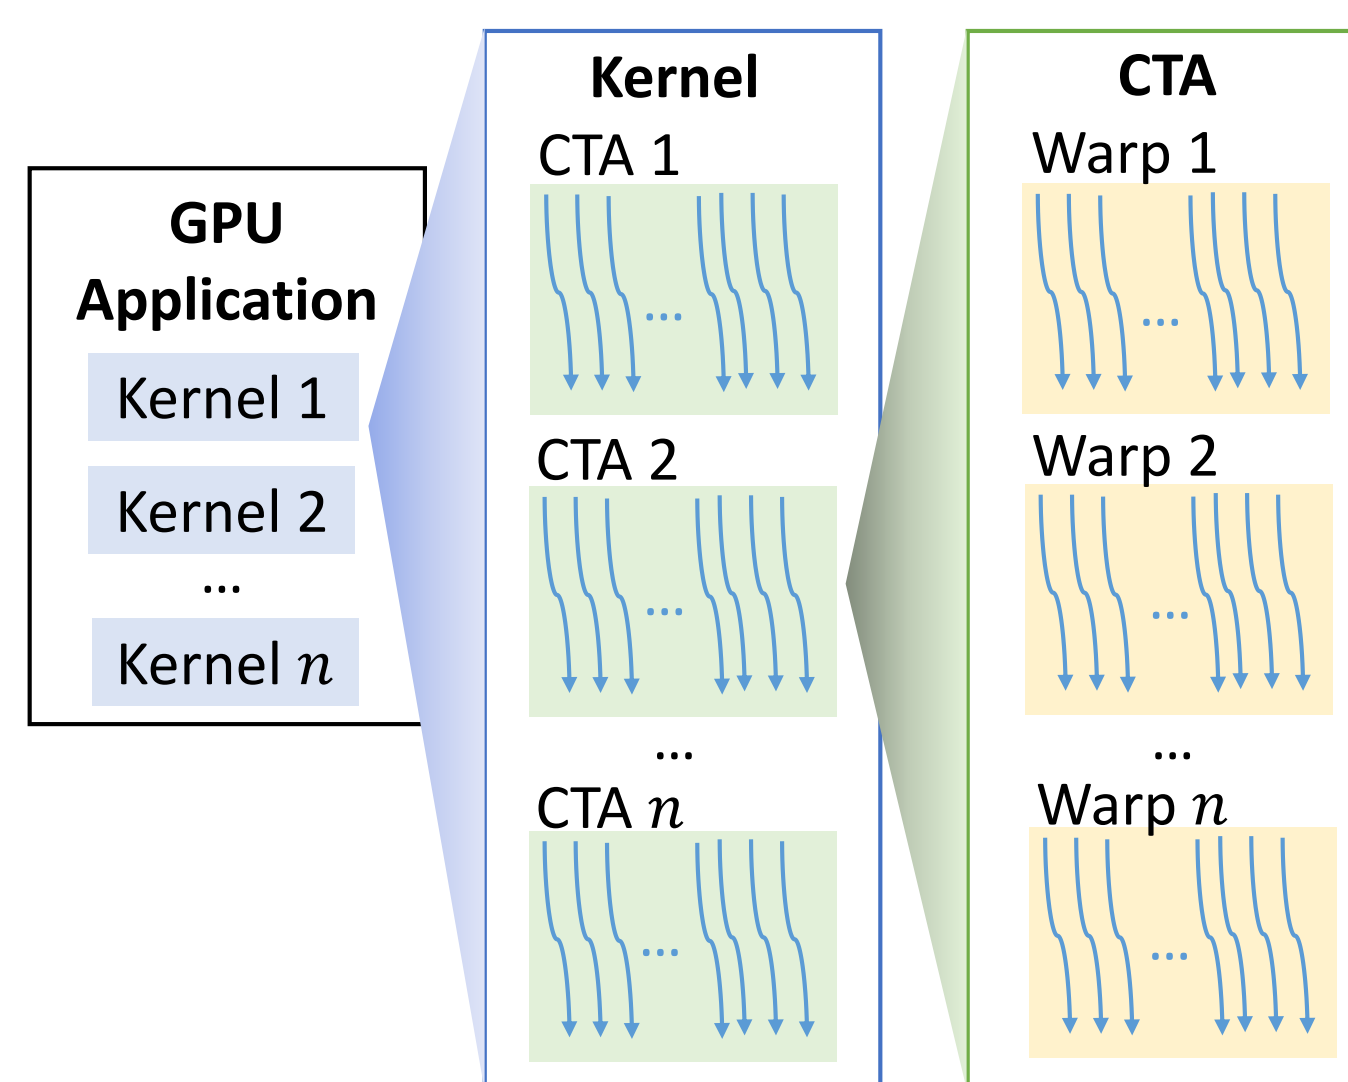 GPU
Application
Kernel 1
Kernel 2
...
Kernel n
Kernel
CTA 1
...
CTA 2
...
...
CTA n
...
CTA
Warp 1
...
Warp 2
...
...
Warp n
...